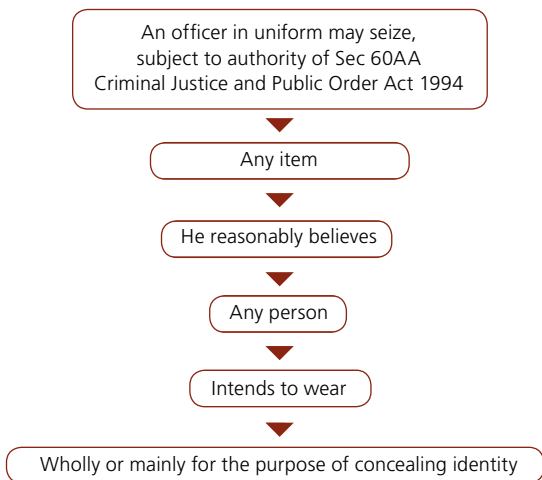 An officer in uniform may seize,
subject to authority of Sec 60AA
Criminal Justice and Public Order Act 1994
Any item
He reasonably believes
Any person
Intends to wear
Wholly or mainly for the purpose of concealing identity